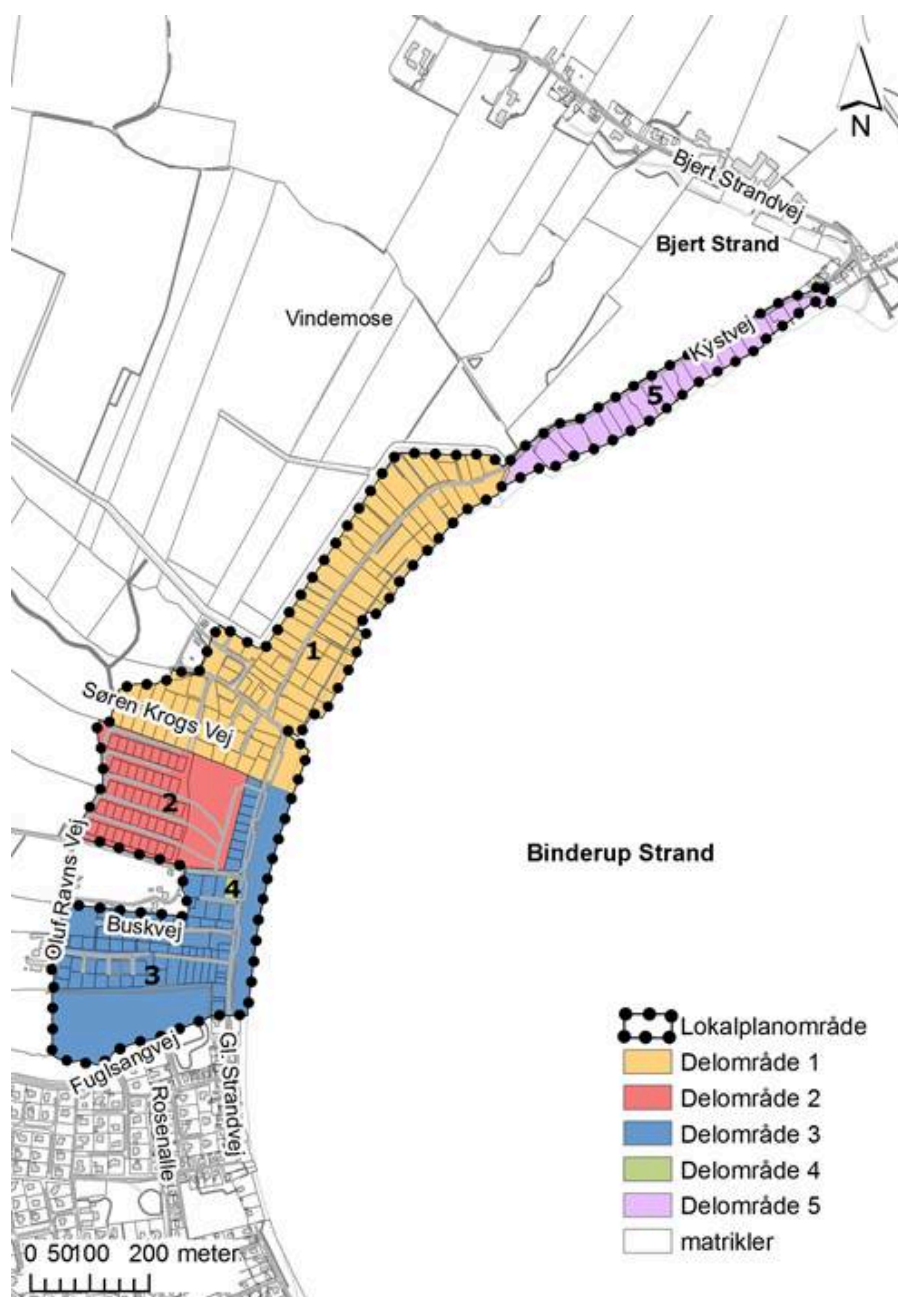 N
Bjert Strandvej
Bjert Strand
Vindemose
Kystvej
5
1
Søren Krogs Vej
2
Binderup Strand
4
Oluf Ravns Vej
Buskvej
3
Fuglsangvej
Gl. Strandvej
Rosenalle
Lokalplanområde
Delområde 1
Delområde 2
Delområde 3
Delområde 4
Delområde 5
matrikler
0 50100 200 meter